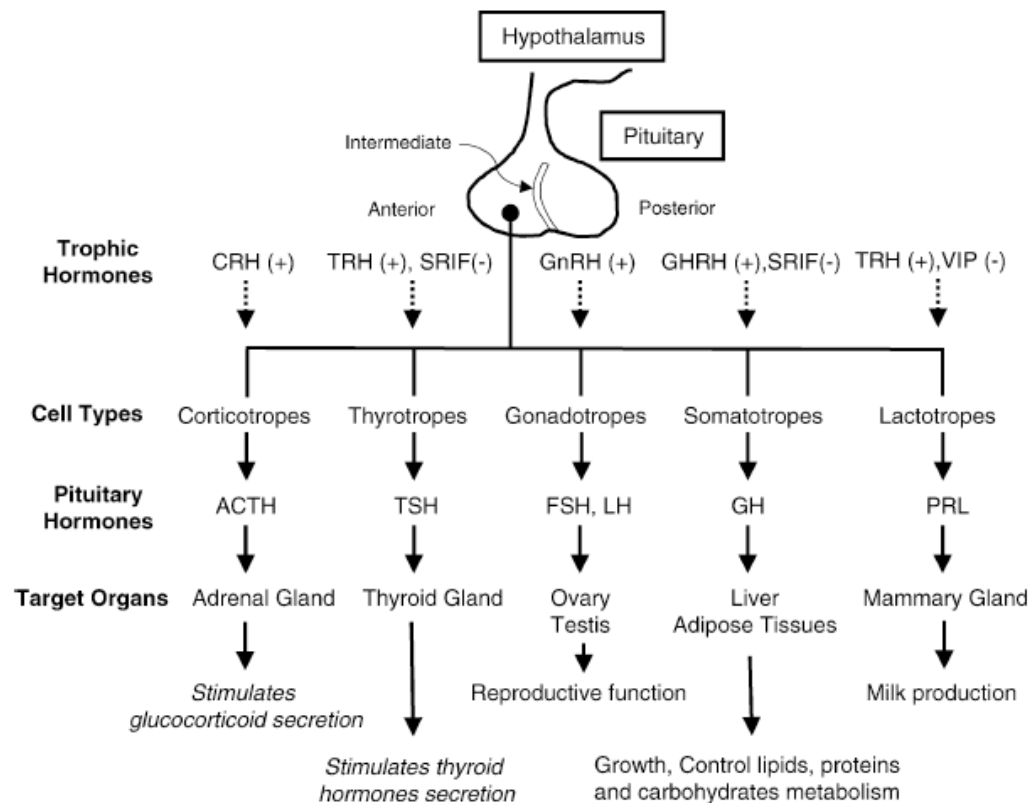 Hypothalamus
Pituitary
Intermediate
Anterior
Posterior
Trophic
Hormones
CRH (+)
TRH (+), SRIF(-)
GnRH (+)
GHRH (+),SRIF(-)
TRH (+),VIP (-)
Cell Types
Corticotropes
Thyrotropes
Gonadotropes
Somatotropes
Lactotropes
Pituitary
Hormones
ACTH
TSH
FSH, LH
GH
PRL
Target Organs
Adrenal Gland
Thyroid Gland
Ovary
Testis
Liver
Adipose Tissues
Mammary Gland
Stimulates
glucocorticoid secretion
Reproductive function
Milk production
Stimulates thyroid
hormones secretion
Growth, Control lipids, proteins
and carbohydrates metabolism